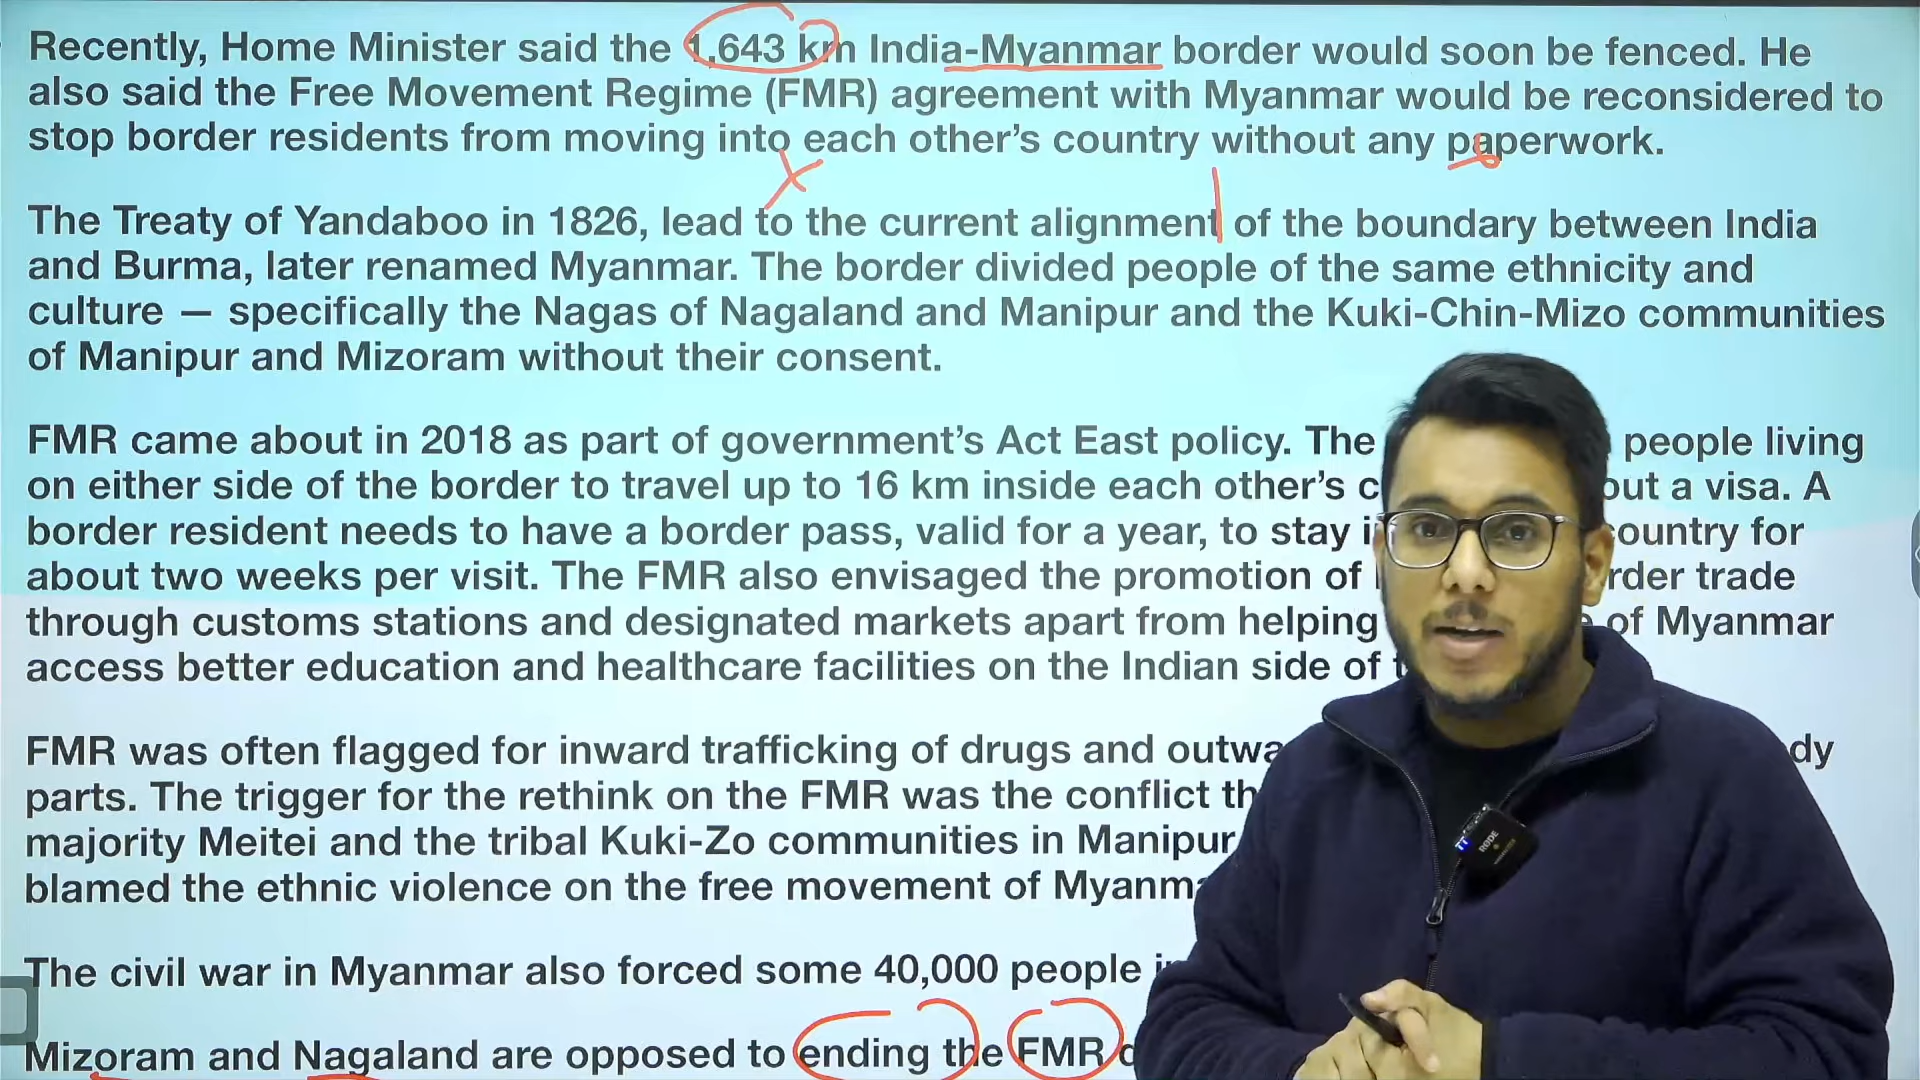 Recently, Home Minister said the 1,643 km India-Myanmar border would soon be fenced. He
also said the Free Movement Regime (FMR) agreement with Myanmar would be reconsidered to
stop border residents from moving into each other's country without any paperwork.
The Treaty of Yandaboo in 1826, lead to the current alignment of the boundary between India
and Burma, later renamed Myanmar. The border divided people of the same ethnicity and
culture — specifically the Nagas of Nagaland and Manipur and the Kuki-Chin-Mizo communities
of Manipur and Mizoram without their consent.
FMR came about in 2018 as part of government's Act East policy. The people living
on either side of the border to travel up to 16 km inside each other's out a visa. A
border resident needs to have a border pass, valid for a year, to stay country for
about two weeks per visit. The FMR also envisaged the promotion of rder trade
through customs stations and designated markets apart from helping of Myanmar
access better education and healthcare facilities on the Indian side of
FMR was often flagged for inward trafficking of drugs and outwa dy
parts. The trigger for the rethink on the FMR was the conflict th
majority Meitei and the tribal Kuki-Zo communities in Manipur
blamed the ethnic violence on the free movement of Myanma
The civil war in Myanmar also forced some 40,000 people
Mizoram and Nagaland are opposed to ending the FMR
RODE